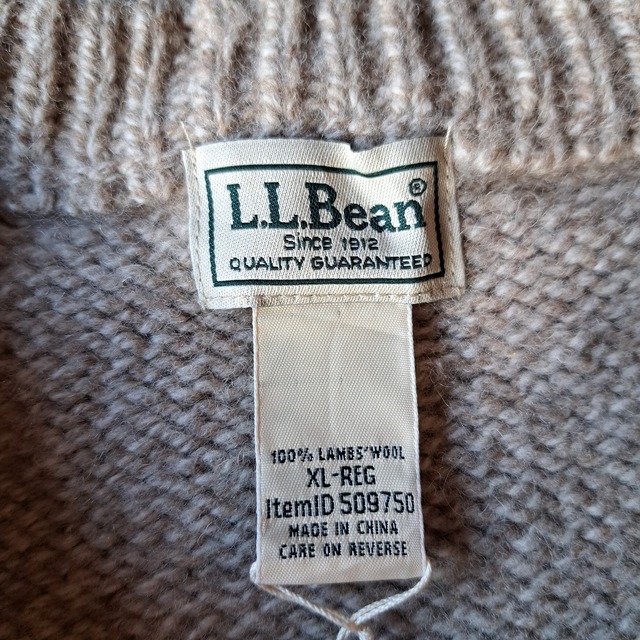 L.L.Bean®
Since 1912
QUALITY GUARANTEED
100% LAMBS' WOOL
XL-REG
ItemID 509750
MADE IN CHINA
CARE ON REVERSE